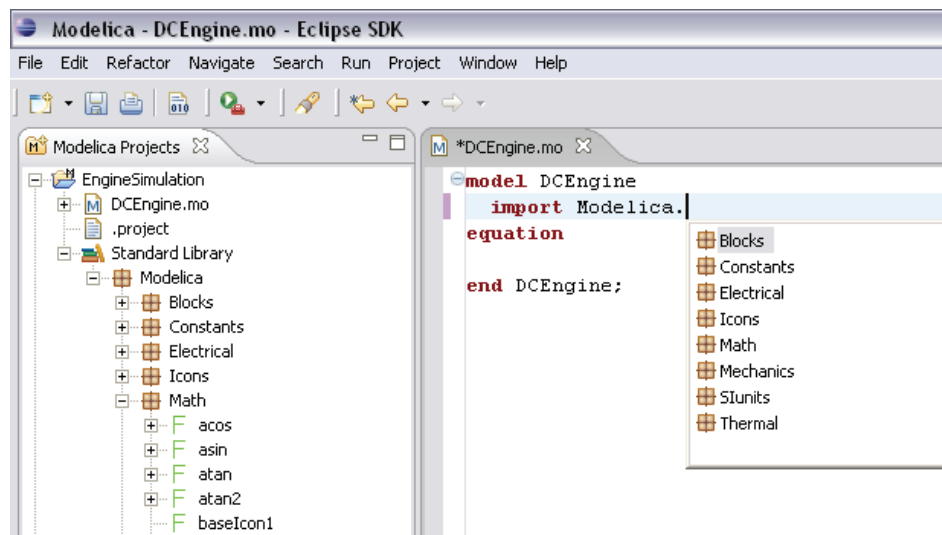 Modelica - DCEngine.mo - Eclipse SDK
File Edit Refactor Navigate Search Run Project Window Help
010
Modelica Projects
EngineSimulation
DCEngine.mo
.project
Standard Library
Modelica
Blocks
Constants
Electrical
Icons
Math
acos
asin
atan
atan2
baseIcon1
*DCEngine.mo
model DCEngine
import Modelica.
equation
end DCEngine;
Blocks
Constants
Electrical
Icons
Math
Mechanics
SIunits
Thermal